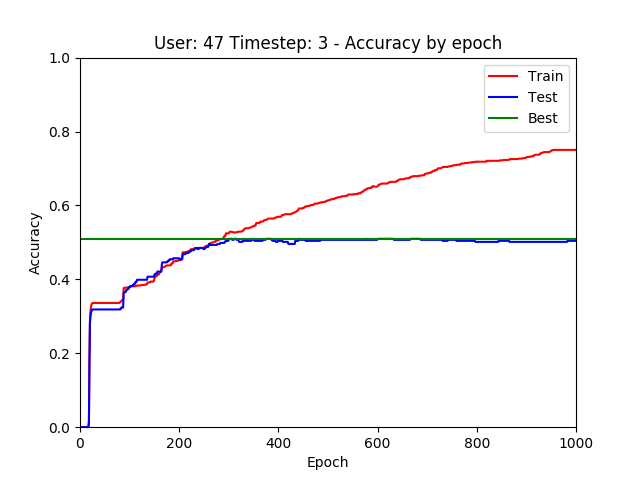 User: 47 Timestep: 3 - Accuracy by epoch
1.0
0.8
0.6
0.4
0.2
0.0
Accuracy
Train
Test
Best
0 200 400 600 800 1000
Epoch